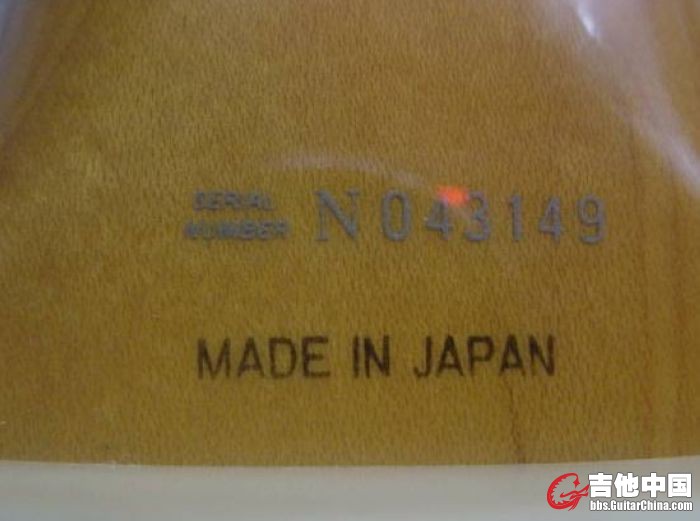 SERIAL
NUMBER N043149
MADE IN JAPAN
吉他中国
bbs.GuitarChina.com